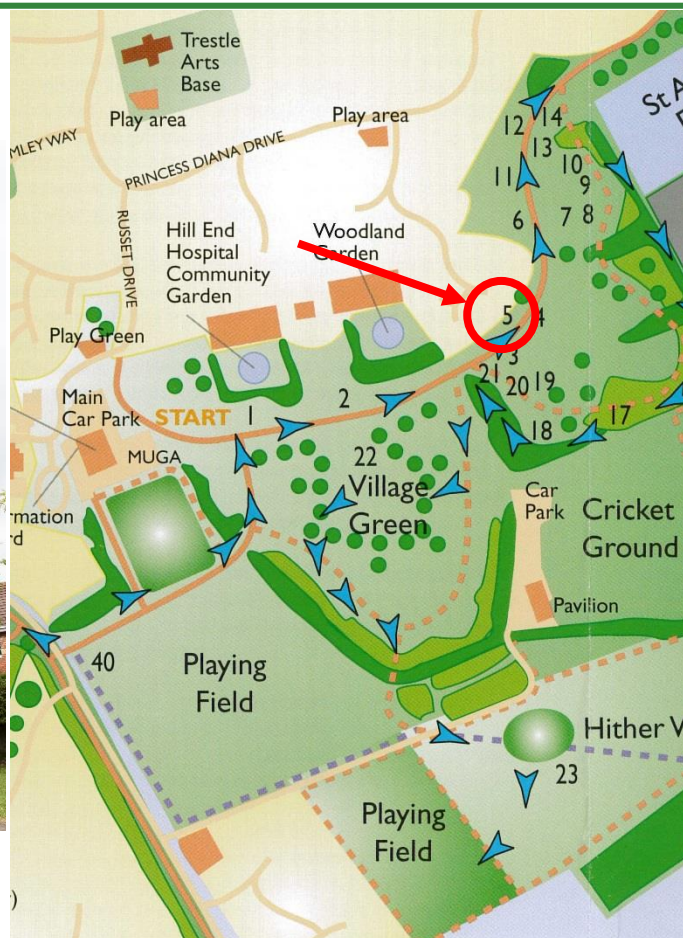 Trestle
Arts
Base
Play area
Play area
MLEY WAY
PRINCESS DIANA DRIVE
RUSSET DRIVE
St A
12
14
13
10
11
9
6
7
8
Hill End
Hospital
Community
Garden
Woodland
Garden
5
4
3
Play Green
21
20
19
Main
Car Park
START
1
2
17
18
MUGA
22
Village
Green
Car
Park
Cricket
Ground
rmation
rd
Pavilion
40
Playing
Field
Hither W
23
Playing
Field
)